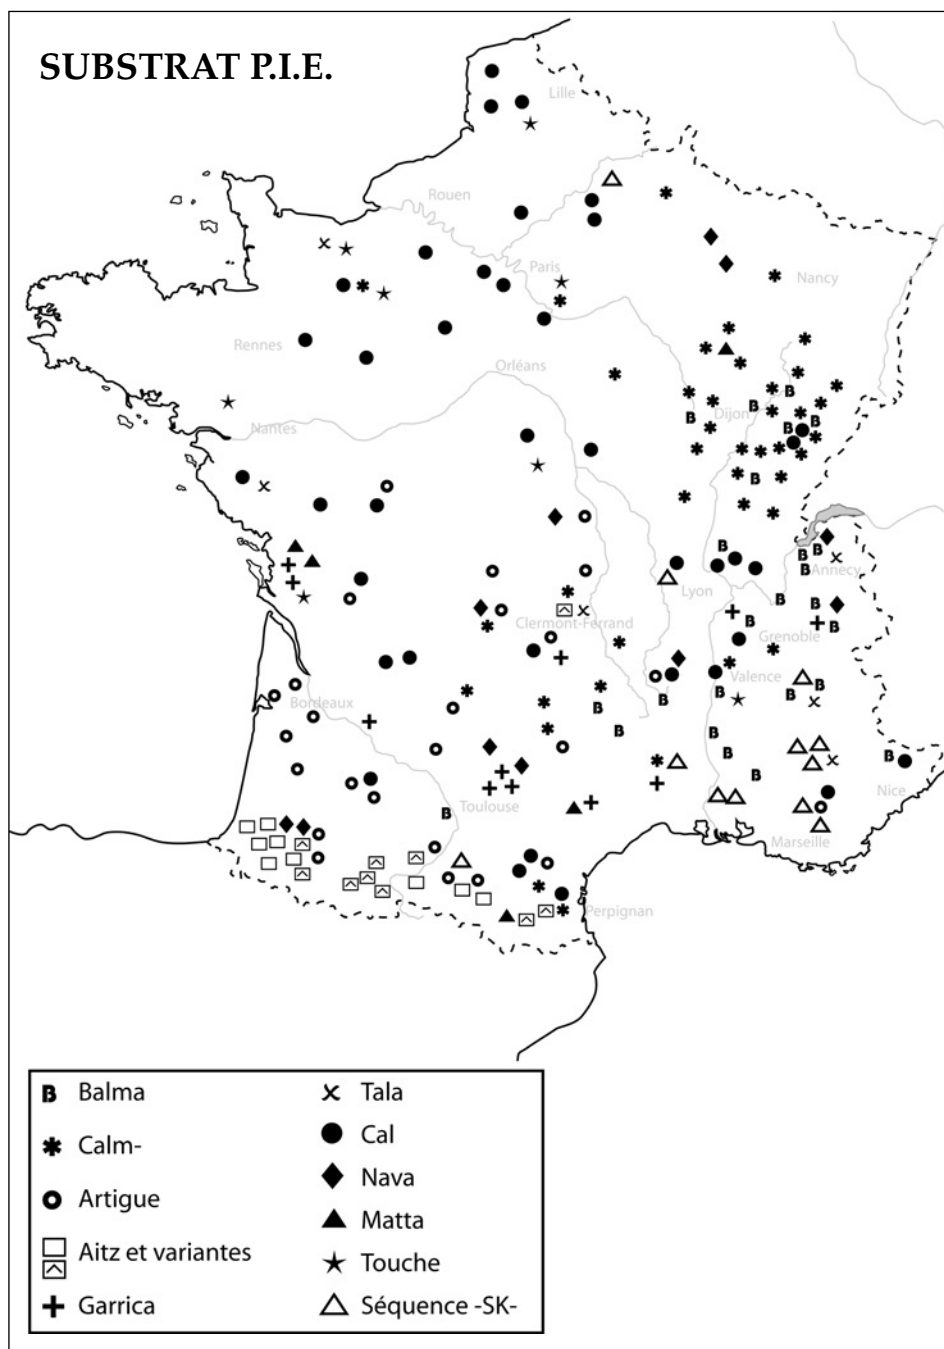 SUBSTRAT P.I.E.
Lille
Rouen
Paris
Nancy
Rennes
Orléans
Nantes
Dijon
Annecy
Lyon
Clermont-Ferrand
Grenoble
Valence
Bordeaux
Toulouse
Nice
Marseille
Perpignan
B Balma
Calm-
Artigue
Aitz et variantes
Garrica
Tala
Cal
Nava
Matta
Touche
Séquence -SK-